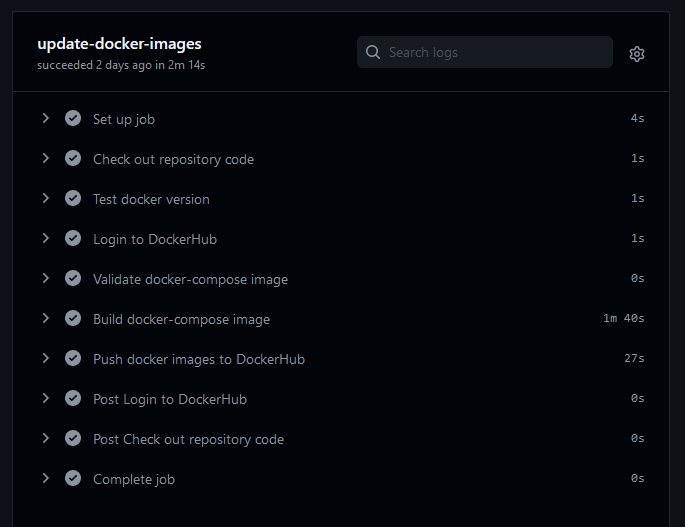 update-docker-images
succeeded 2 days ago in 2m 14s
Search logs
Set up job 4s
Check out repository code 1s
Test docker version 1s
Login to DockerHub 1s
Validate docker-compose image 0s
Build docker-compose image 1m 40s
Push docker images to DockerHub 27s
Post Login to DockerHub 0s
Post Check out repository code 0s
Complete job 0s